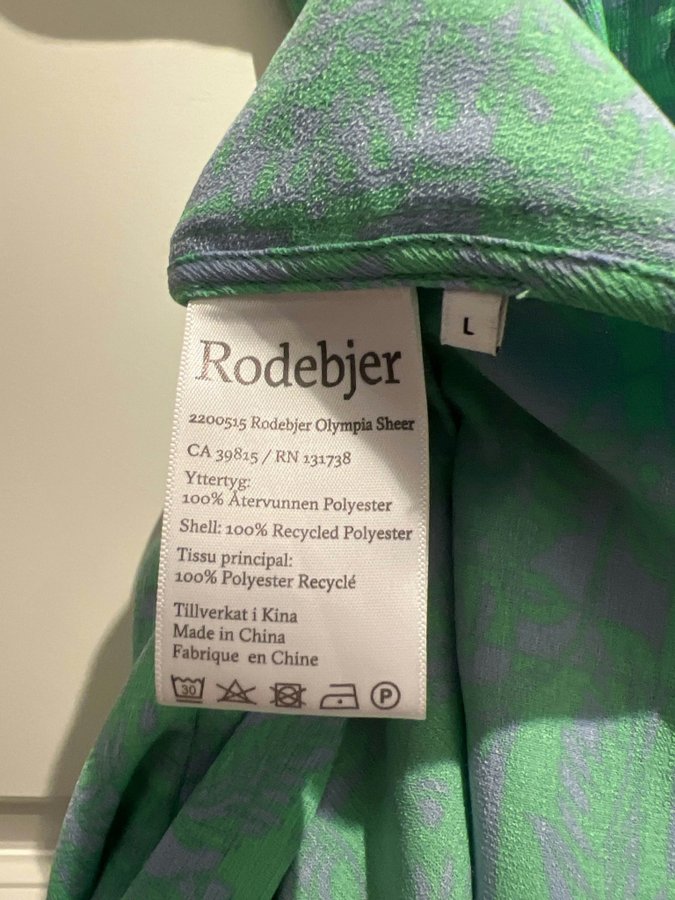 Rodebjer
L
2200515 Rodebjer Olympia Sheer
CA 39815 / RN 131738
Yttertyg:
100% Återvunnen Polyester
Shell: 100% Recycled Polyester
Tissu principal:
100% Polyester Recyclé
Tillverkat i Kina
Made in China
Fabrique en Chine
30 P